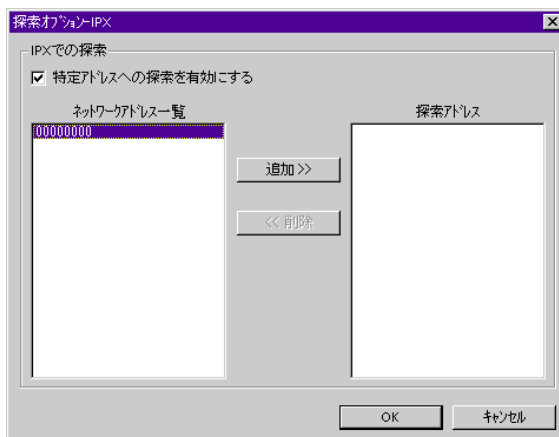 探索ｵﾌﾟｼｮﾝ-IPX
IPXでの探索
特定ｱﾄﾞﾚｽへの探索を有効にする
ﾈｯﾄﾜｰｸｱﾄﾞﾚｽ一覧
探索ｱﾄﾞﾚｽ
00000000
追加 >>
<< 削除
OK
ｷｬﾝｾﾙ